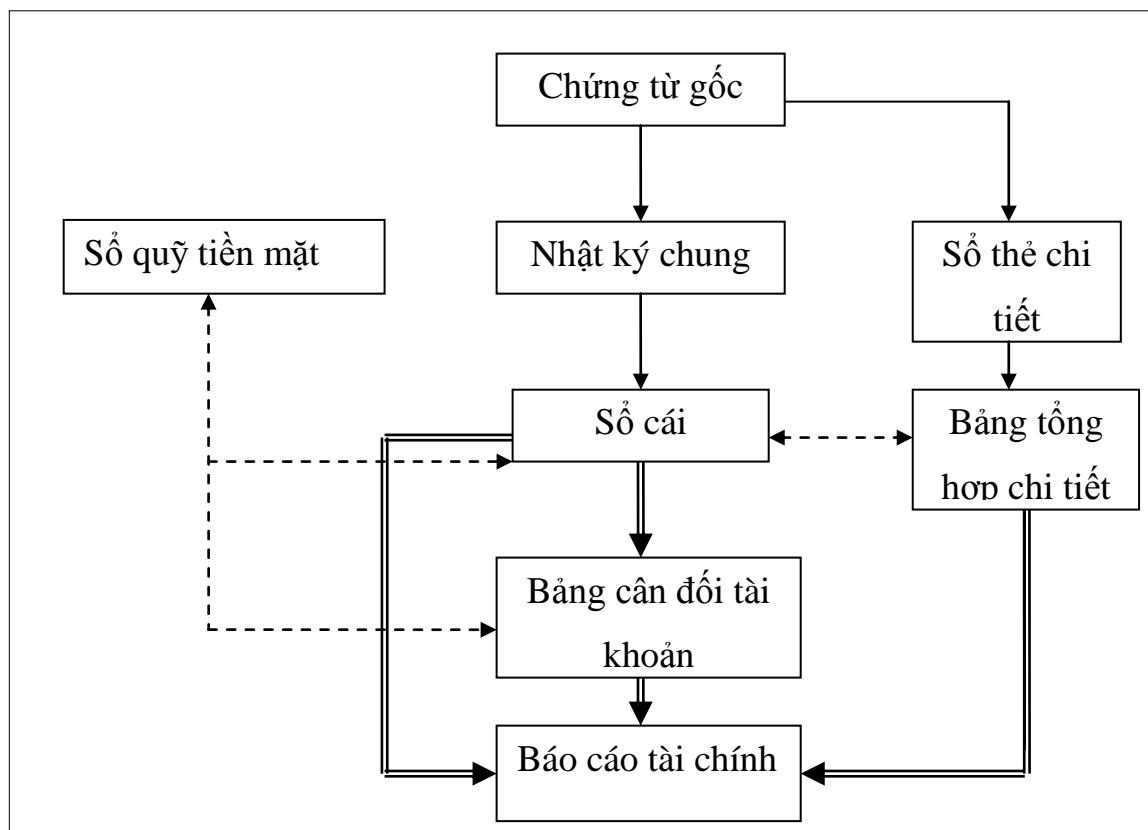 Chứng từ gốc
Sổ quỹ tiền mặt
Nhật ký chung
Sổ thẻ chi
tiết
Sổ cái
Bảng tổng
hợp chi tiết
Bảng cân đối tài
khoản
Báo cáo tài chính